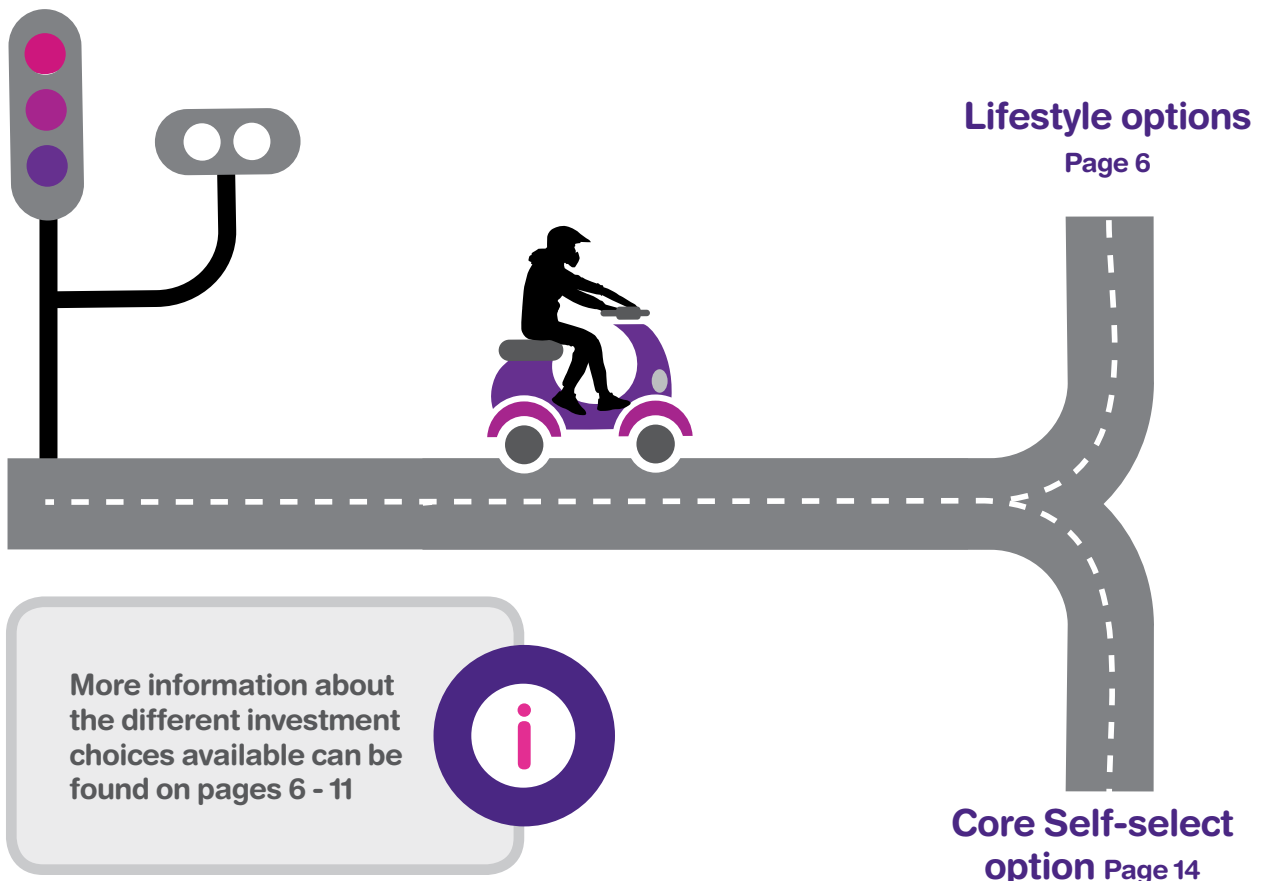 Lifestyle options
Page 6
More information about
the different investment
choices available can be
found on pages 6 - 11
i
Core Self-select
option Page 14